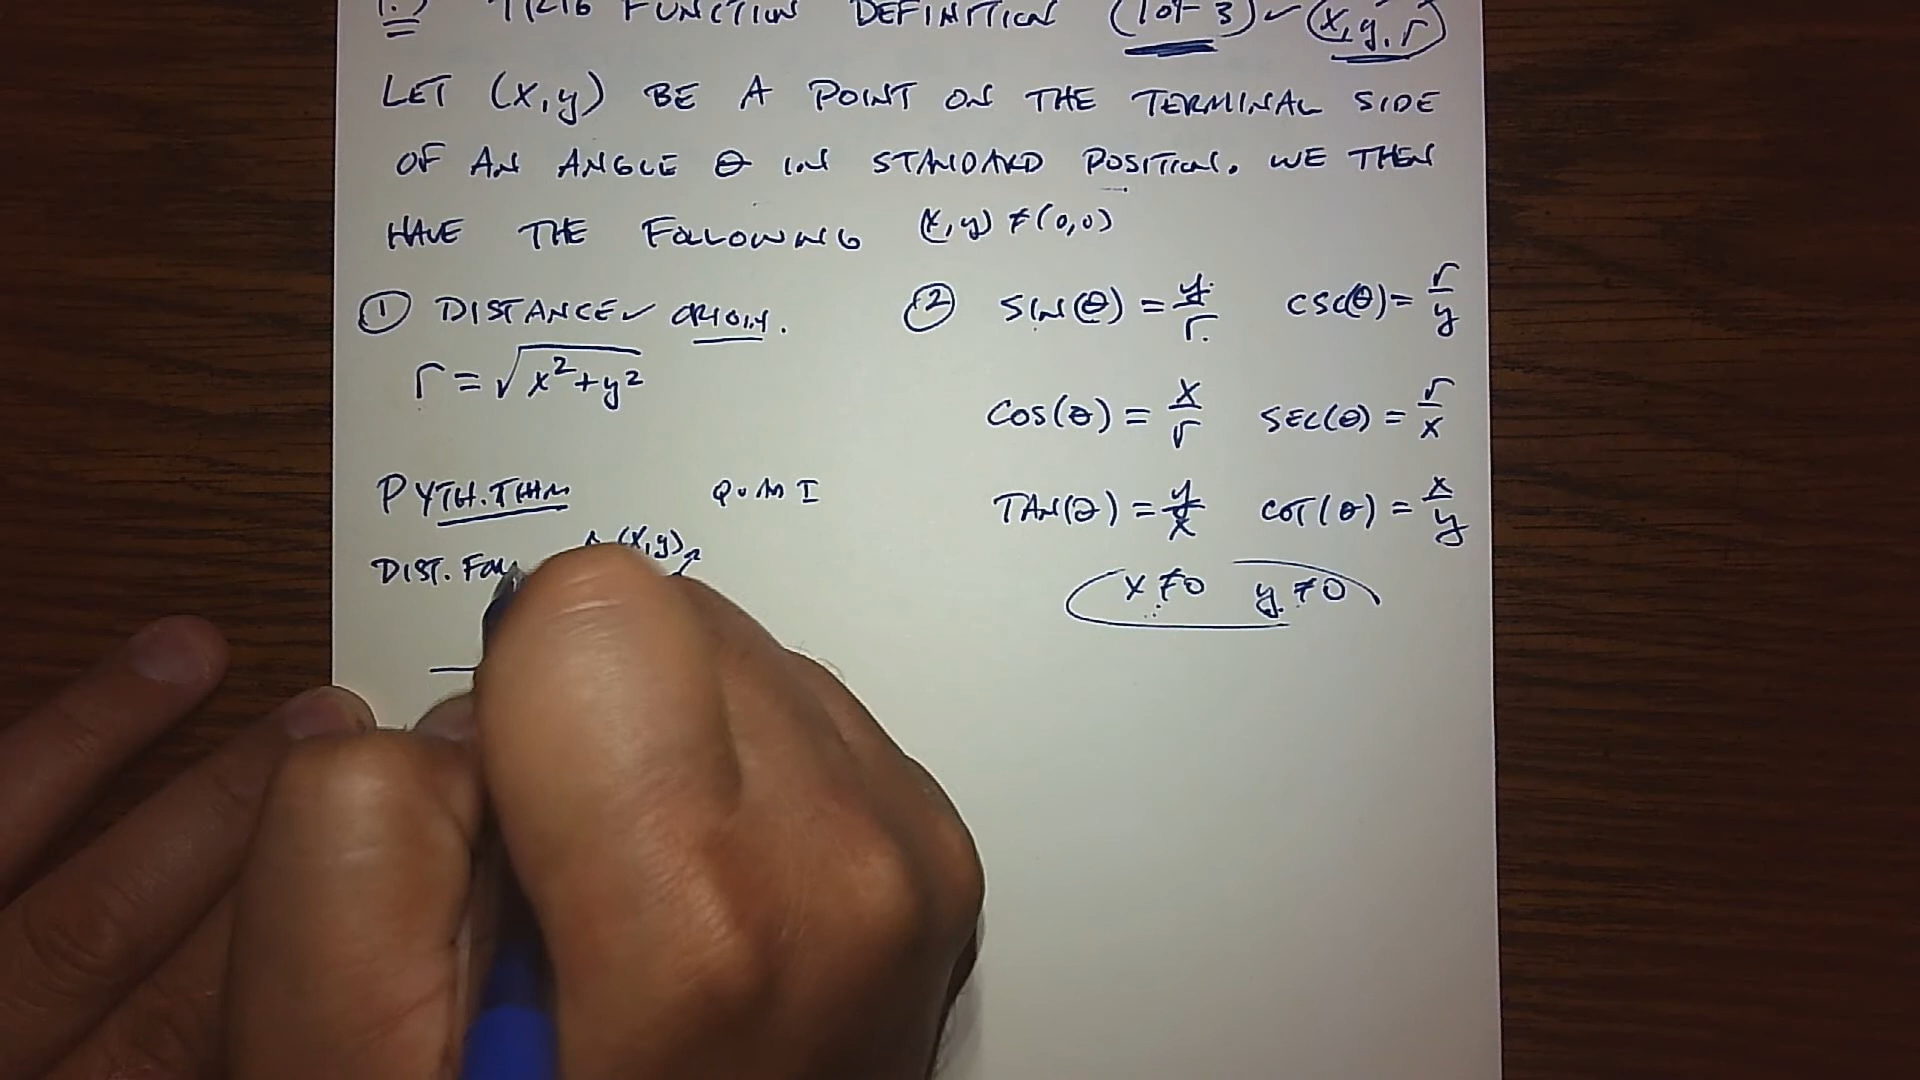 1.) TRIG FUNCTION DEFINITION (1 OF 3) (x, y, r)
LET (x, y) BE A POINT ON THE TERMINAL SIDE
OF AN ANGLE θ IN STANDARD POSITION. WE THEN
HAVE THE FOLLOWING (x, y) ≠ (0,0)
① DISTANCE ORIGIN.
r = √x²+y²
PYTH. THM QUAD I
DIST. FOR (x, y)
② SIN(θ) = y/r CSC(θ) = r/y
COS(θ) = x/r SEC(θ) = r/x
TAN(θ) = y/x COT(θ) = x/y
x ≠ 0 y ≠ 0